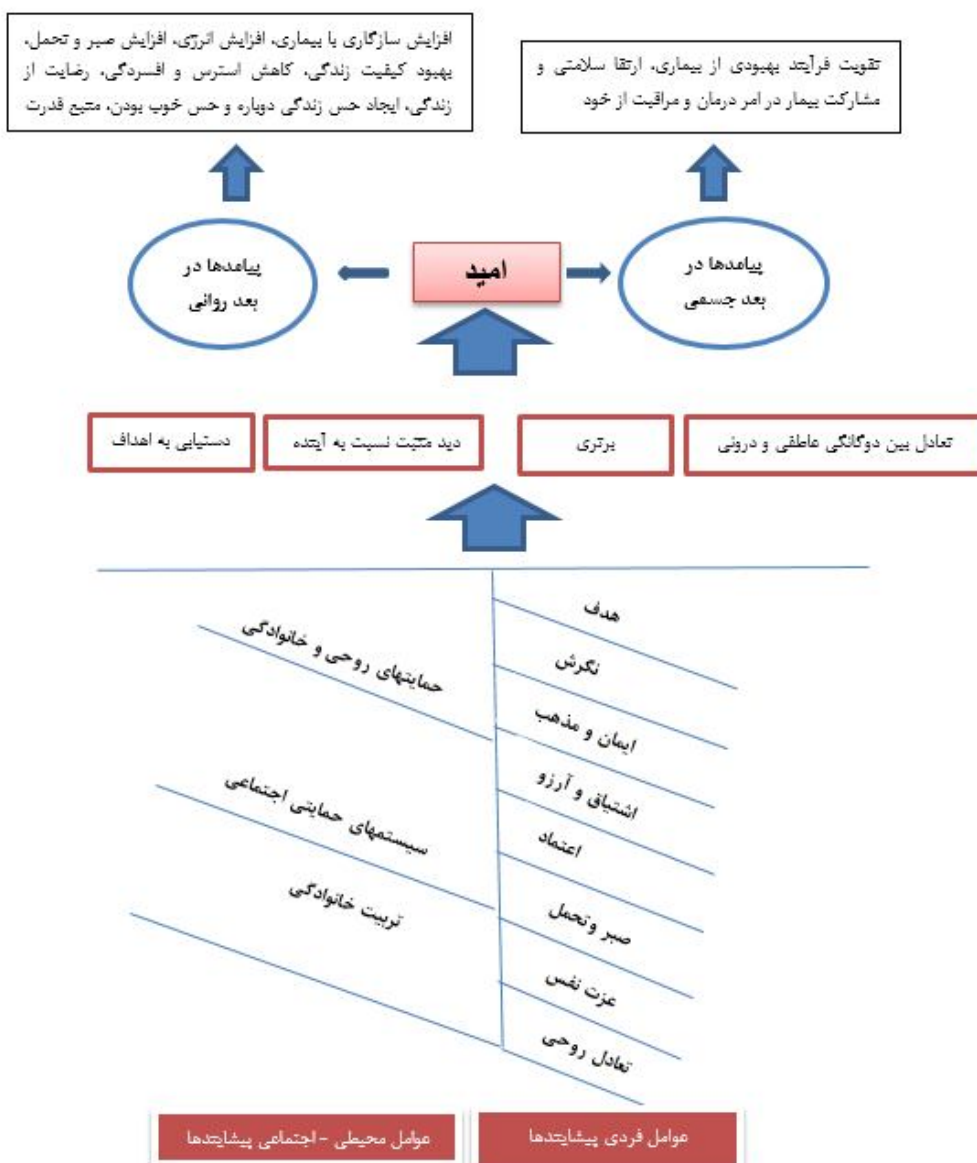 تقویت فرآیند بهبودی از بیماری، ارتقا سلامتی و
مشارکت بیمار در امر درمان و مراقبت از خود
افزایش سازگاری با بیماری، افزایش انرژی، افزایش صبر و تحمل،
بهبود کیفیت زندگی، کاهش استرس و افسردگی، رضایت از
زندگی، ایجاد حس زندگی دوباره و حس خوب بودن، منبع قدرت
پیامدها در
بعد جسمی
امید
پیامدها در
بعد روانی
تعادل بین دوگانگی عاطفی و درونی
برتری
دید مثبت نسبت به آینده
دستیابی به اهداف
هدف
نگرش
ایمان و مذهب
اشتیاق و آرزو
اعتماد
صبر وتحمل
عزت نفس
تعادل روحی
حمایتهای روحی و خانوادگی
سیستمهای حمایتی اجتماعی
تربیت خانوادگی
عوامل فردی پیشایندها
عوامل محیطی - اجتماعی پیشایندها